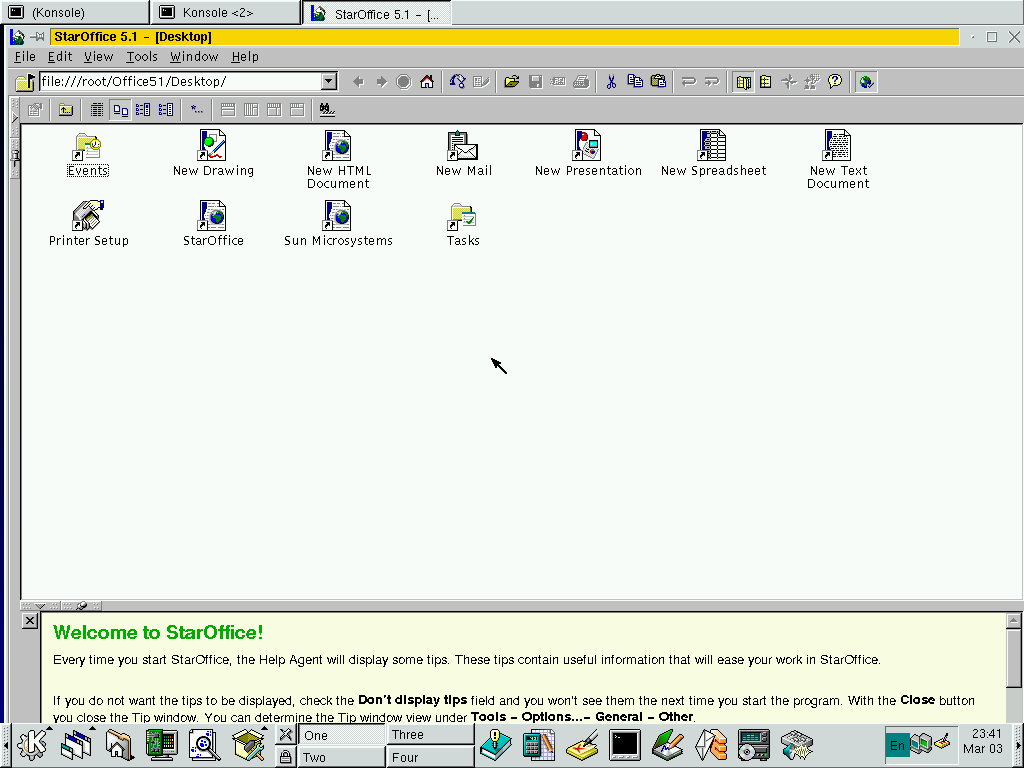 (Konsole) Konsole <2> StarOffice 5.1 - [...
StarOffice 5.1 - [Desktop]
File Edit View Tools Window Help
file:///root/Office51/Desktop/
Events New Drawing New HTML Document New Mail New Presentation New Spreadsheet New Text Document
Printer Setup StarOffice Sun Microsystems Tasks
Welcome to StarOffice!
Every time you start StarOffice, the Help Agent will display some tips. These tips contain useful information that will ease your work in StarOffice.
If you do not want the tips to be displayed, check the Don't display tips field and you won't see them the next time you start the program. With the Close button
you close the Tip window. You can determine the Tip window view under Tools - Options...- General - Other.
One Three
Two Four
En
23:41
Mar 03